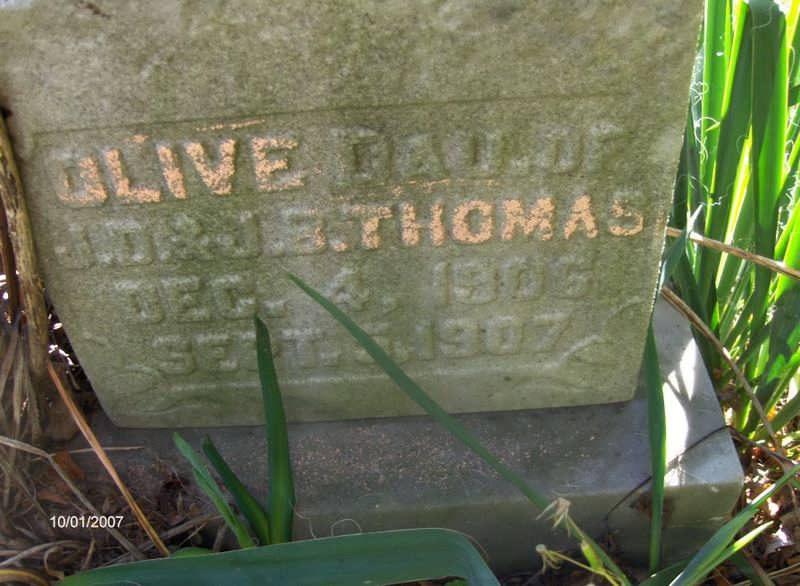 OLIVE DAU. OF
J.D. & J.B. THOMAS
DEC. 4, 1906
SEPT. 5, 1907
10/01/2007